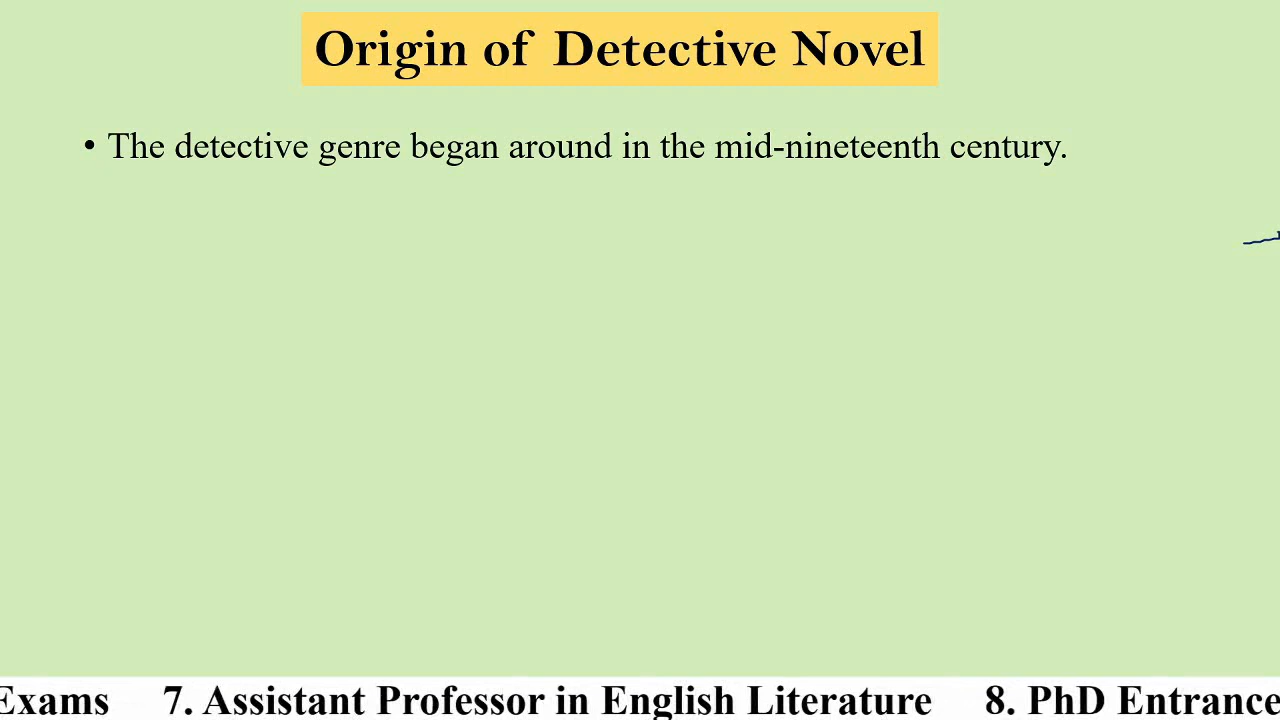 Origin of Detective Novel
• The detective genre began around in the mid-nineteenth century.
Exams 7. Assistant Professor in English Literature 8. PhD Entrance